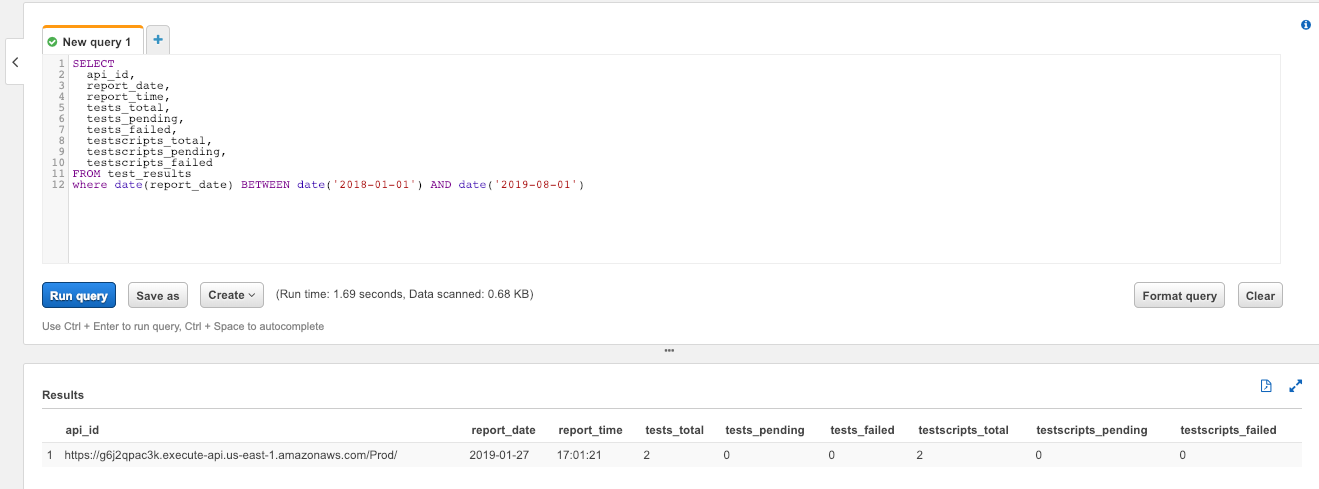 New query 1 +
1 SELECT
2 api_id,
3 report_date,
4 report_time,
5 tests_total,
6 tests_pending,
7 tests_failed,
8 testscripts_total,
9 testscripts_pending,
10 testscripts_failed
11 FROM test_results
12 where date(report_date) BETWEEN date('2018-01-01') AND date('2019-08-01')
Run query Save as Create (Run time: 1.69 seconds, Data scanned: 0.68 KB) Format query Clear
Use Ctrl + Enter to run query, Ctrl + Space to autocomplete
Results
api_id report_date report_time tests_total tests_pending tests_failed testscripts_total testscripts_pending testscripts_failed
1 https://g6j2qpac3k.execute-api.us-east-1.amazonaws.com/Prod/ 2019-01-27 17:01:21 2 0 0 2 0 0